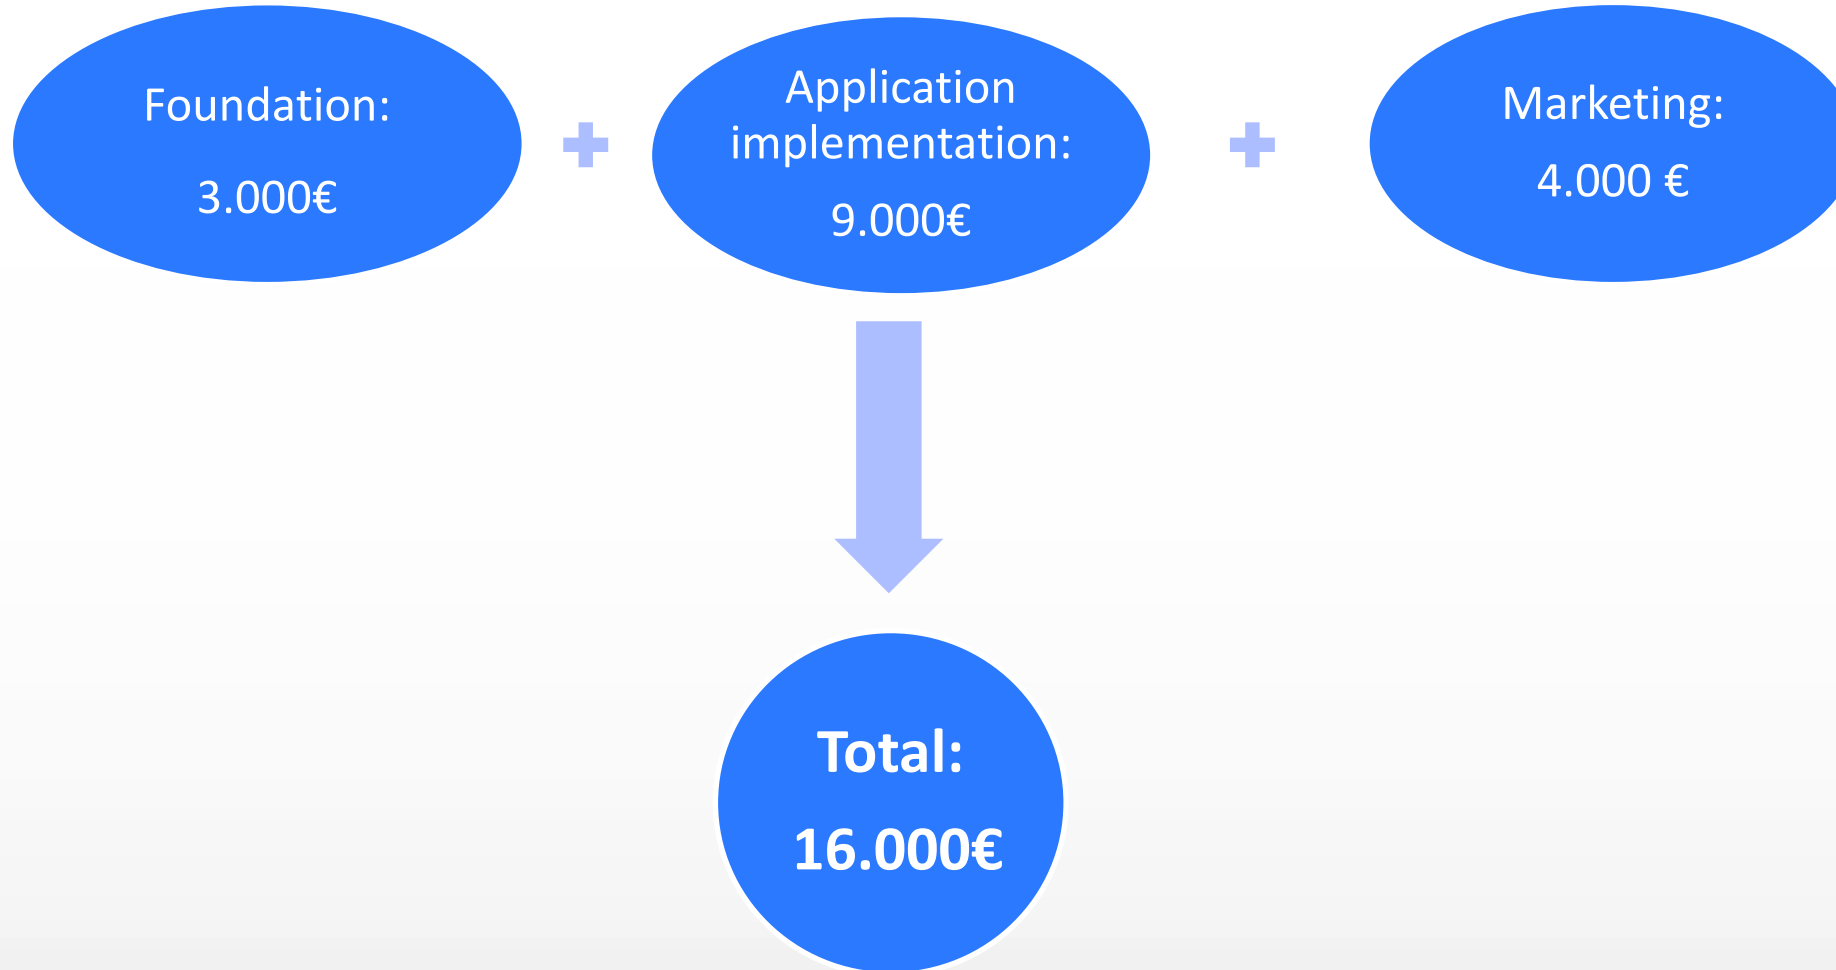 Foundation:
3.000€
Application
implementation:
9.000€
Marketing:
4.000 €
Total:
16.000€